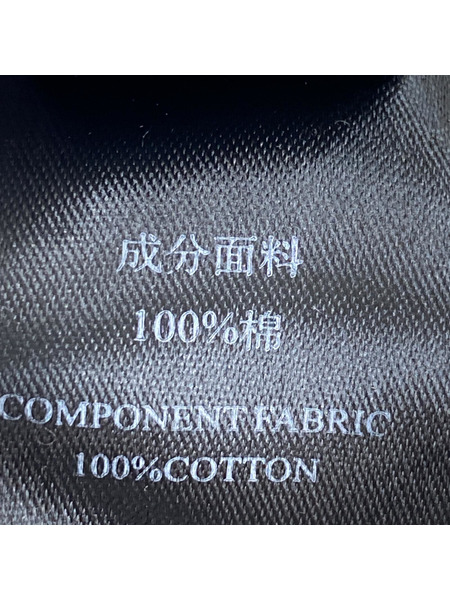 成分面料
100%棉
COMPONENT FABRIC
100%COTTON